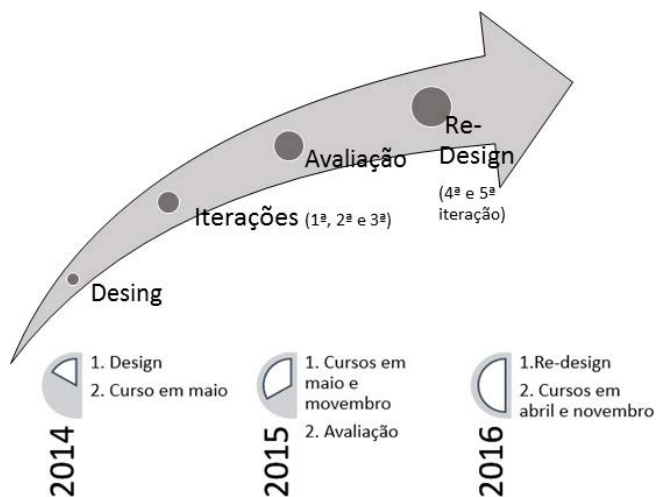 Re-
Design
(4ª e 5ª
iteração)
Avaliação
Iterações (1ª, 2ª e 3ª)
Desing
2014
1. Design
2. Curso em maio
2015
1. Cursos em
maio e
movembro
2. Avaliação
2016
1.Re-design
2. Cursos em
abril e novembro